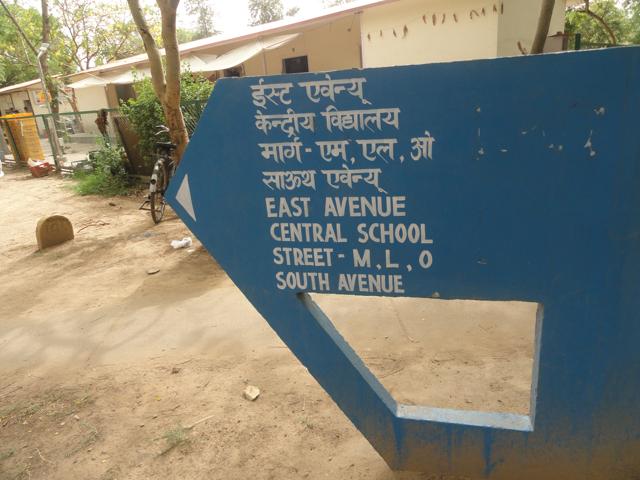 ईस्ट एवेन्यू
केन्द्रीय विद्यालय
मार्ग - एम, एल, ओ
साऊथ एवेन्यू
EAST AVENUE
CENTRAL SCHOOL
STREET - M, L, O
SOUTH AVENUE